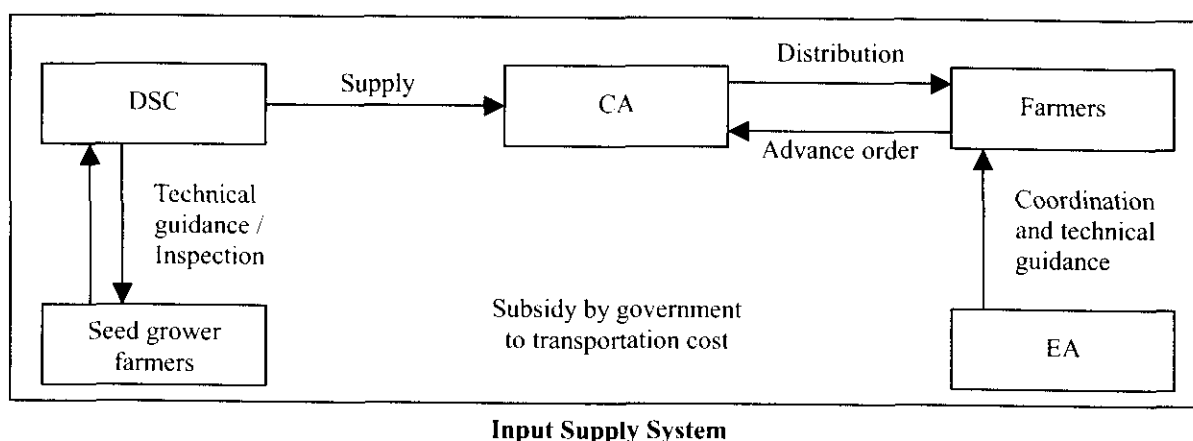 Distribution
DSC
Supply
CA
Farmers
Advance order
Technical
guidance /
Inspection
Coordination
and technical
guidance
Seed grower
farmers
Subsidy by government
to transportation cost
EA
Input Supply System